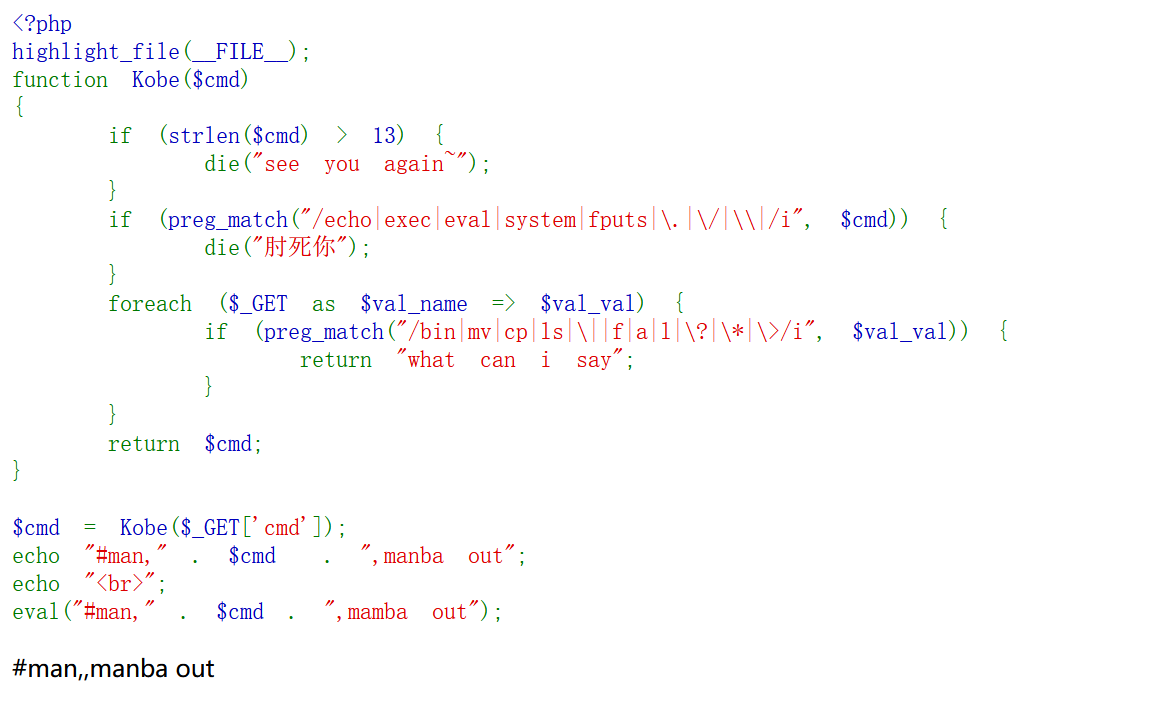 <?php
highlight_file(__FILE__);
function Kobe($cmd)
{
if (strlen($cmd) > 13) {
die("see you again~");
}
if (preg_match("/echo|exec|eval|system|fputs|\.|\/|\\|/i", $cmd)) {
die("肘死你");
}
foreach ($_GET as $val_name => $val_val) {
if (preg_match("/bin|mv|cp|ls|\||f|a|l|\?|\*|\>/i", $val_val)) {
return "what can i say";
}
}
return $cmd;
}
$cmd = Kobe($_GET['cmd']);
echo "#man," . $cmd . ",manba out";
echo "<br>";
eval("#man," . $cmd . ",mamba out");
#man,,manba out